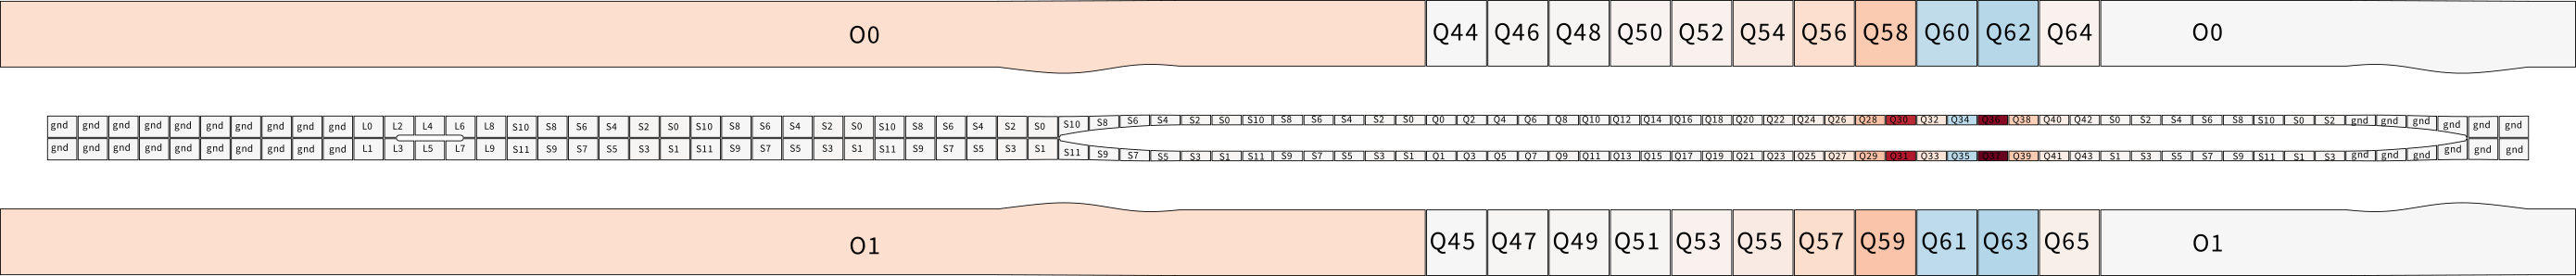 O0 Q44 Q46 Q48 Q50 Q52 Q54 Q56 Q58 Q60 Q62 Q64 O0
gnd gnd gnd gnd gnd gnd gnd gnd gnd gnd L0 L2 L4 L6 L8 S10 S8 S6 S4 S2 S0 S10 S8 S6 S4 S2 S0 S10 S8 S6 S4 S2 S0 S10 S8 S6 S4 S2 S0 S10 S8 S6 S4 S2 S0 Q0 Q2 Q4 Q6 Q8 Q10 Q12 Q14 Q16 Q18 Q20 Q22 Q24 Q26 Q28 Q30 Q32 Q34 Q36 Q38 Q40 Q42 S0 S2 S4 S6 S8 S10 S0 S2 gnd gnd gnd gnd gnd gnd
gnd gnd gnd gnd gnd gnd gnd gnd gnd gnd L1 L3 L5 L7 L9 S11 S9 S7 S5 S3 S1 S11 S9 S7 S5 S3 S1 S11 S9 S7 S5 S3 S1 S11 S9 S7 S5 S3 S1 S11 S9 S7 S5 S3 S1 Q1 Q3 Q5 Q7 Q9 Q11 Q13 Q15 Q17 Q19 Q21 Q23 Q25 Q27 Q29 Q31 Q33 Q35 Q37 Q39 Q41 Q43 S1 S3 S5 S7 S9 S11 S1 S3 gnd gnd gnd gnd gnd gnd
O1 Q45 Q47 Q49 Q51 Q53 Q55 Q57 Q59 Q61 Q63 Q65 O1